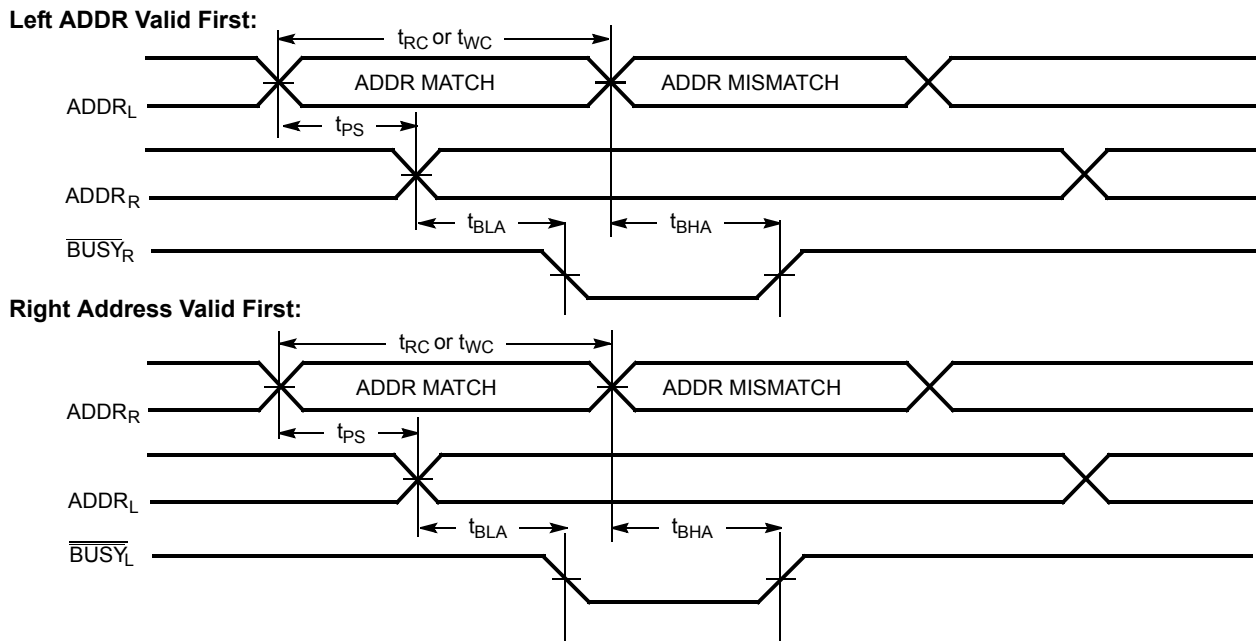 Left ADDR Valid First:
tRC or tWC
ADDR MATCH
ADDR MISMATCH
ADDRL
tPS
ADDRR
tBLA
tBHA
BUSYR
Right Address Valid First:
tRC or tWC
ADDR MATCH
ADDR MISMATCH
ADDRR
tPS
ADDRL
tBLA
tBHA
BUSYL